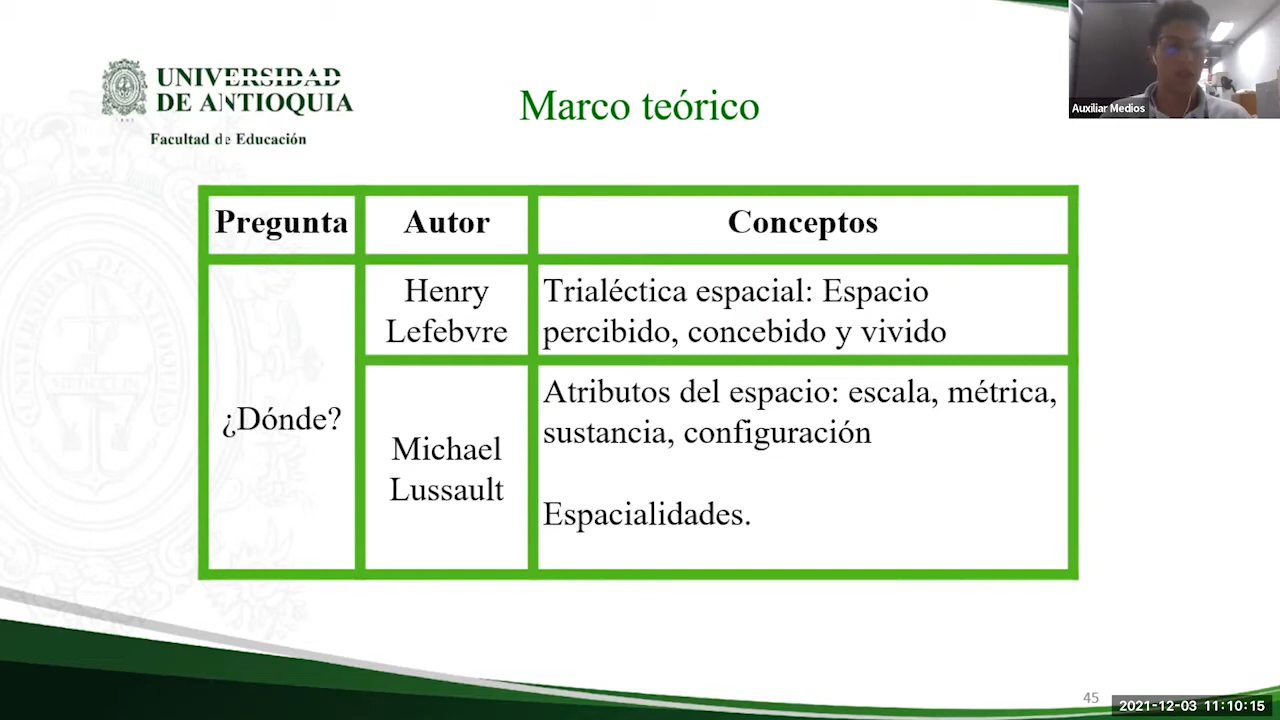 UNIVERSIDAD
DE ANTIOQUIA
Facultad de Educación
Marco teórico
Auxiliar Medios
Pregunta
Autor
Conceptos
¿Dónde?
Henry
Lefebvre
Trialéctica espacial: Espacio
percibido, concebido y vivido
Michael
Lussault
Atributos del espacio: escala, métrica,
sustancia, configuración
Espacialidades.
45
2021-12-03 11:10:15